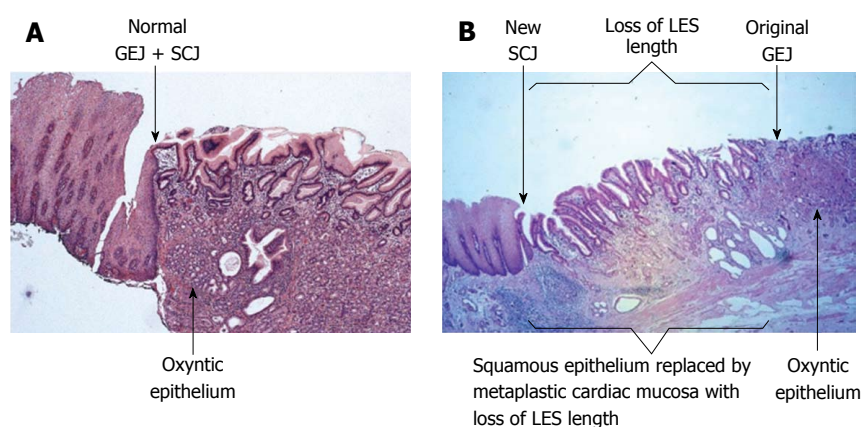 A
Normal
GEJ + SCJ
Oxyntic
epithelium
B
New
SCJ
Loss of LES
length
Original
GEJ
Squamous epithelium replaced by
metaplastic cardiac mucosa with
loss of LES length
Oxyntic
epithelium